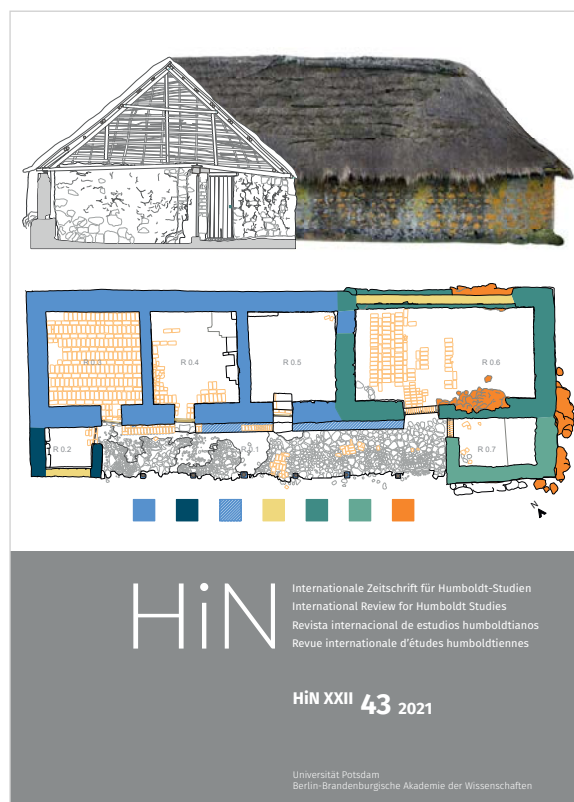 R 0.3
R 0.4
R 0.5
R 0.6
R 0.2
R 0.7
N
HiN
Internationale Zeitschrift für Humboldt-Studien
International Review for Humboldt Studies
Revista internacional de estudios humboldtianos
Revue internationale d’études humboldtiennes
HiN XXII 43 2021
Universität Potsdam
Berlin-Brandenburgische Akademie der Wissenschaften